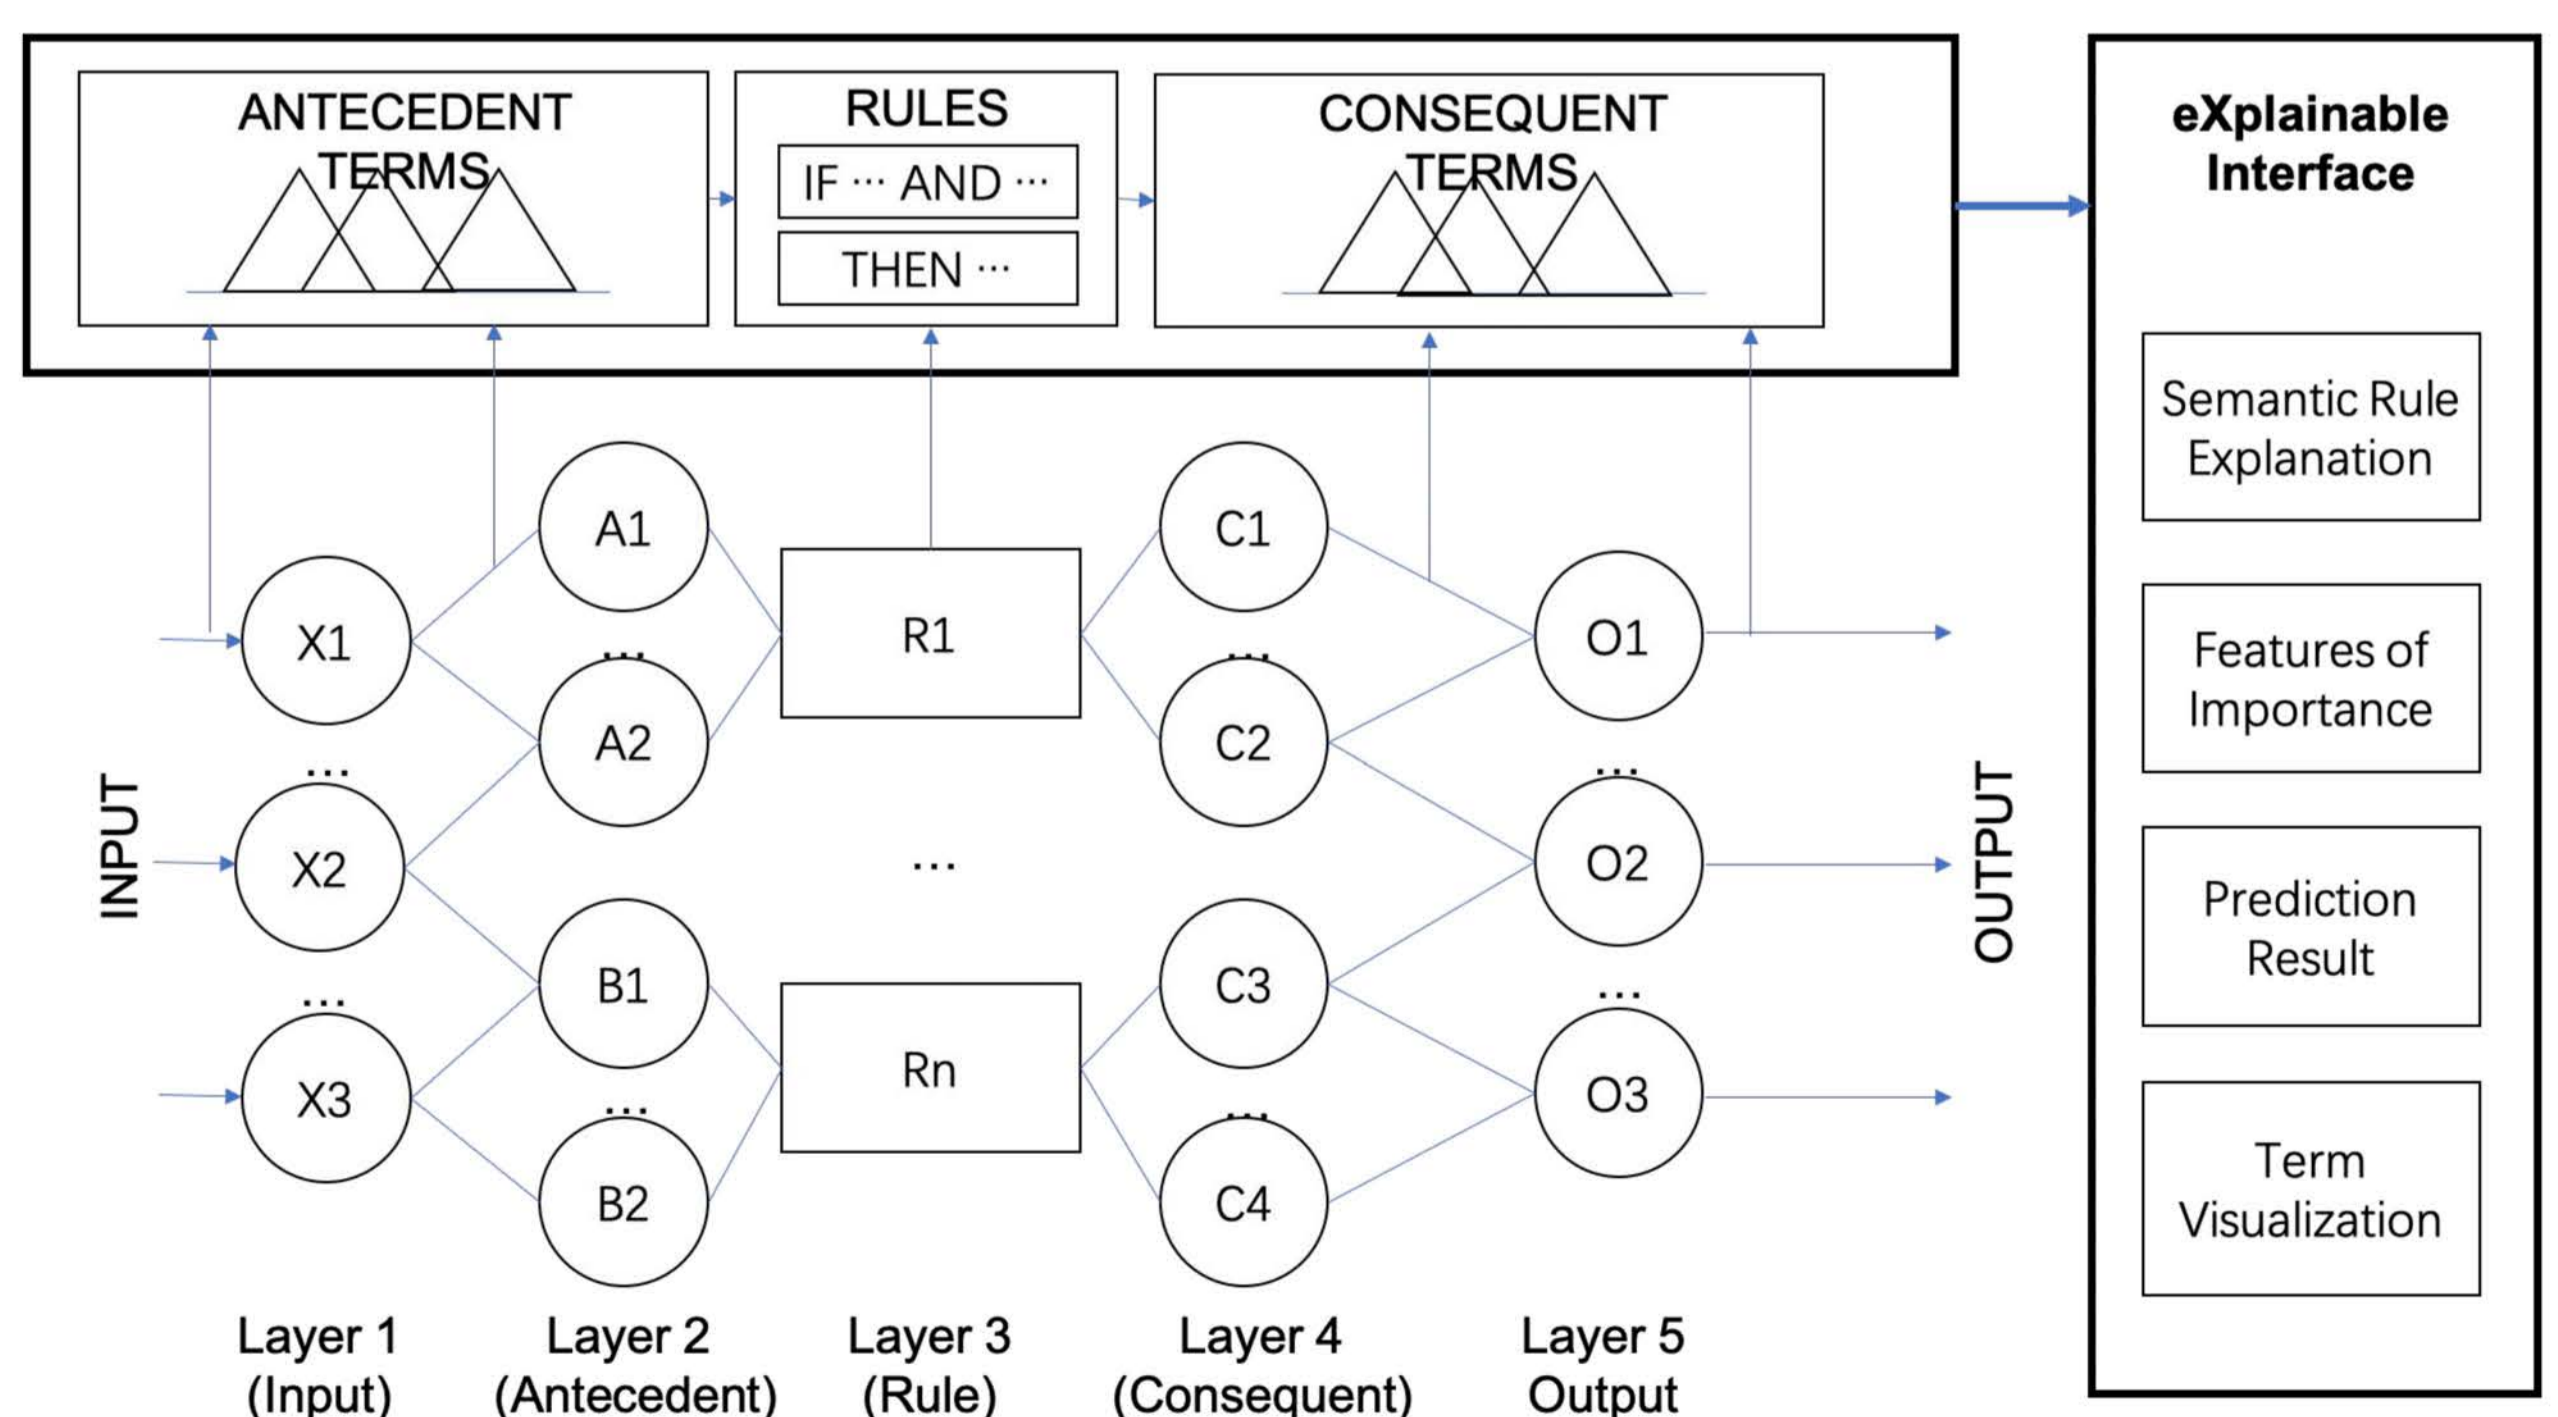 ANTECEDENT
TERMS
RULES
IF ··· AND ···
THEN ···
CONSEQUENT
TERMS
eXplainable
Interface
Semantic Rule
Explanation
Features of
Importance
Prediction
Result
Term
Visualization
INPUT
X1
...
X2
...
X3
A1
...
A2
B1
...
B2
R1
...
Rn
C1
...
C2
C3
...
C4
O1
...
O2
...
O3
OUTPUT
Layer 1
(Input)
Layer 2
(Antecedent)
Layer 3
(Rule)
Layer 4
(Consequent)
Layer 5
Output